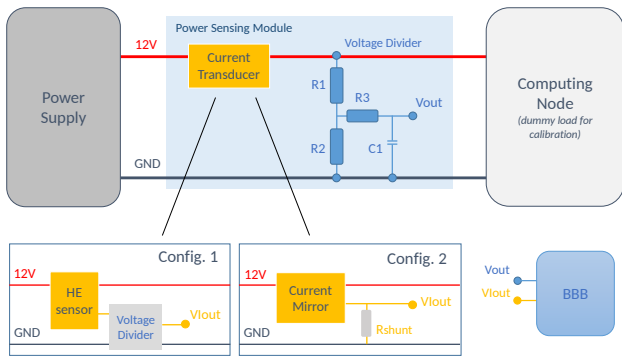 Power Sensing Module
12V
Voltage Divider
Current
Transducer
R1
R3
Vout
R2
C1
GND
Power
Supply
Computing
Node
(dummy load for
calibration)
Config. 1
12V
HE
sensor
Voltage
Divider
VIout
GND
Config. 2
12V
Current
Mirror
VIout
Rshunt
GND
Vout
VIout
BBB